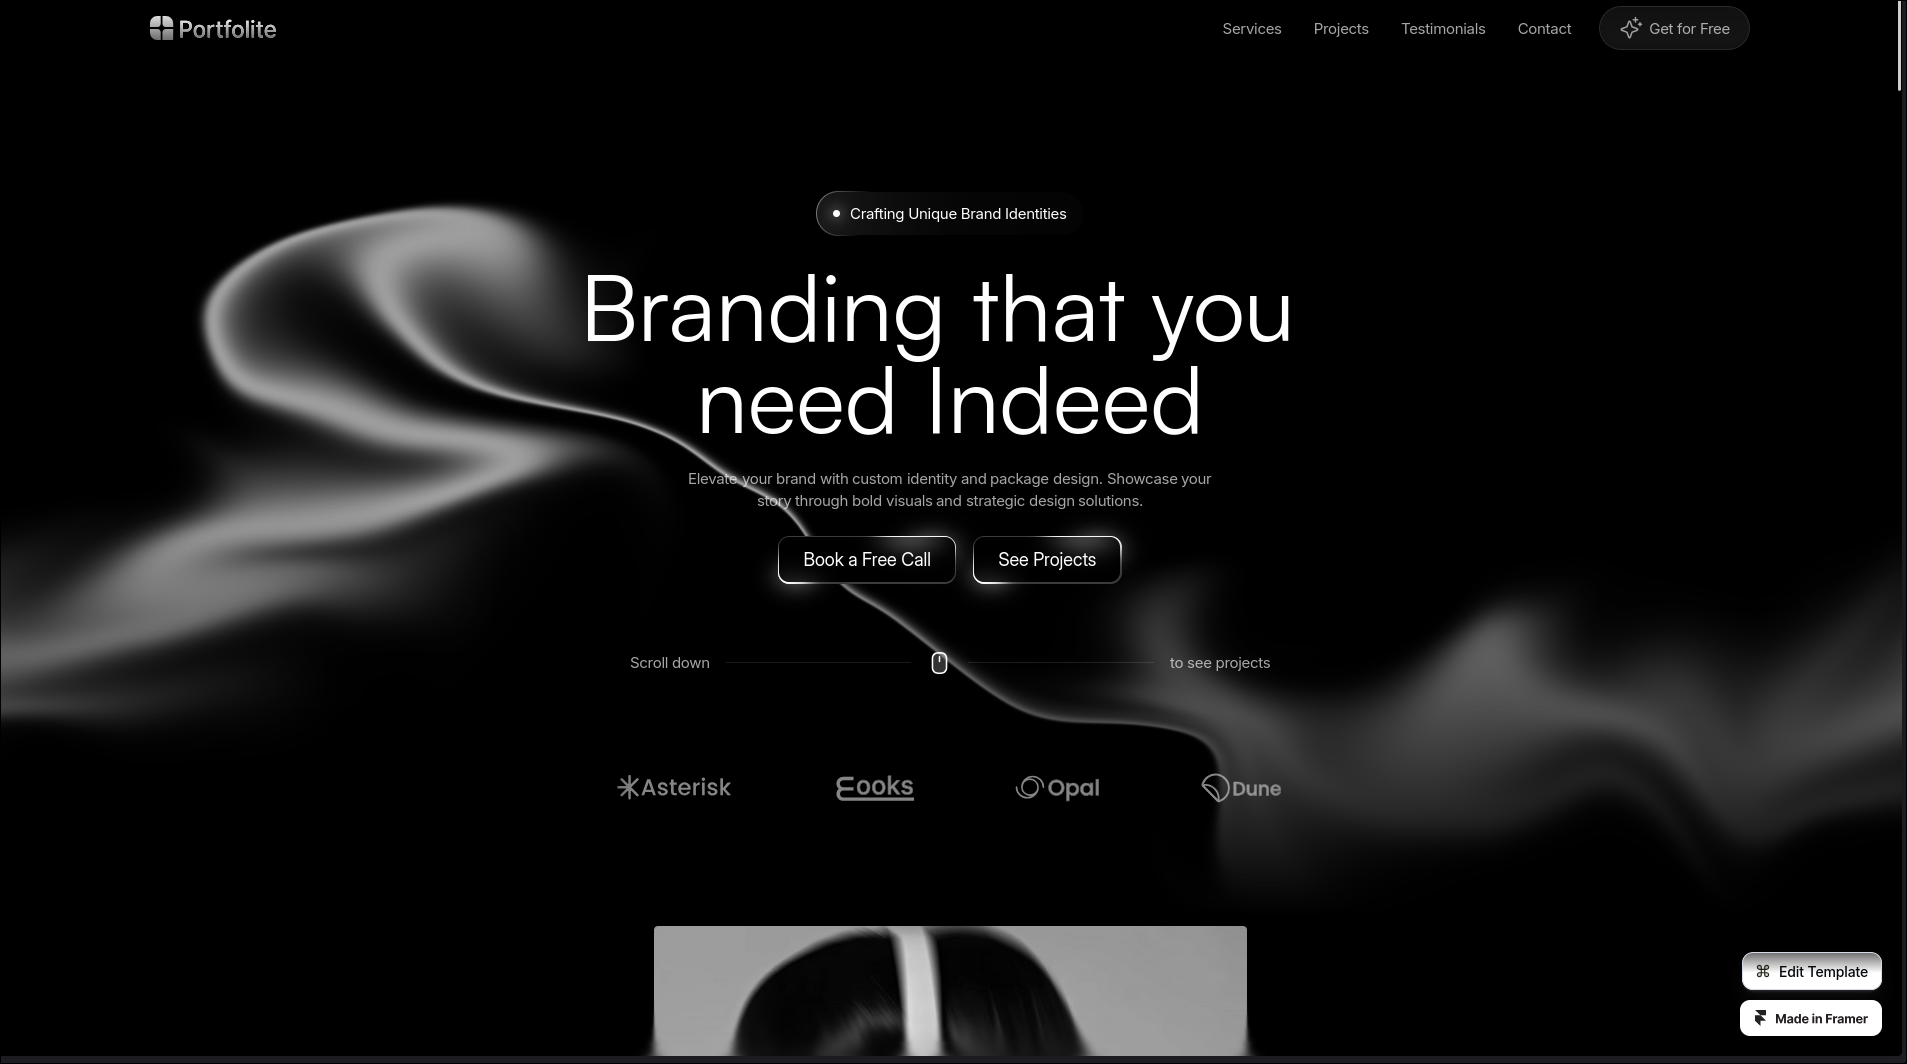 Portfolite
Services
Projects
Testimonials
Contact
Get for Free
Crafting Unique Brand Identities
Branding that you
need Indeed
Elevate your brand with custom identity and package design. Showcase your
story through bold visuals and strategic design solutions.
Book a Free Call
See Projects
Scroll down
to see projects
Asterisk
Eooks
Opal
Dune
Edit Template
Made in Framer